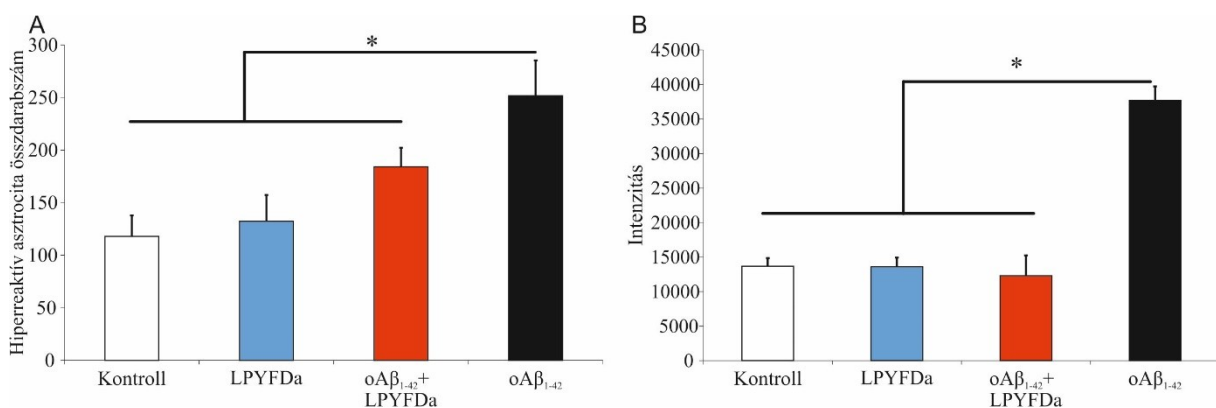 A
Hiperreaktív asztrocita összdarabszám
300
250
200
150
100
50
0
*
Kontroll
LPYFDa
oAβ₁₋₄₂+
LPYFDa
oAβ₁₋₄₂
B
Intenzitás
45000
40000
35000
30000
25000
20000
15000
10000
5000
0
*
Kontroll
LPYFDa
oAβ₁₋₄₂+
LPYFDa
oAβ₁₋₄₂